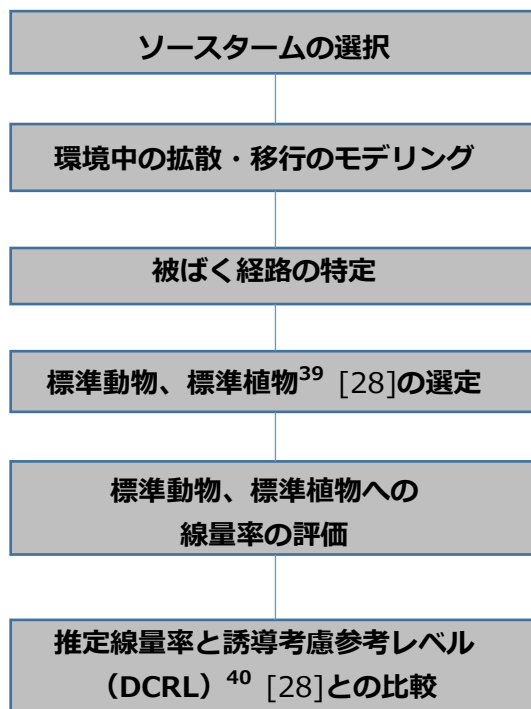 ソースタームの選択
環境中の拡散・移行のモデリング
被ばく経路の特定
標準動物、標準植物39 [28]の選定
標準動物、標準植物への
線量率の評価
推定線量率と誘導考慮参考レベル
（DCRL）40 [28]との比較